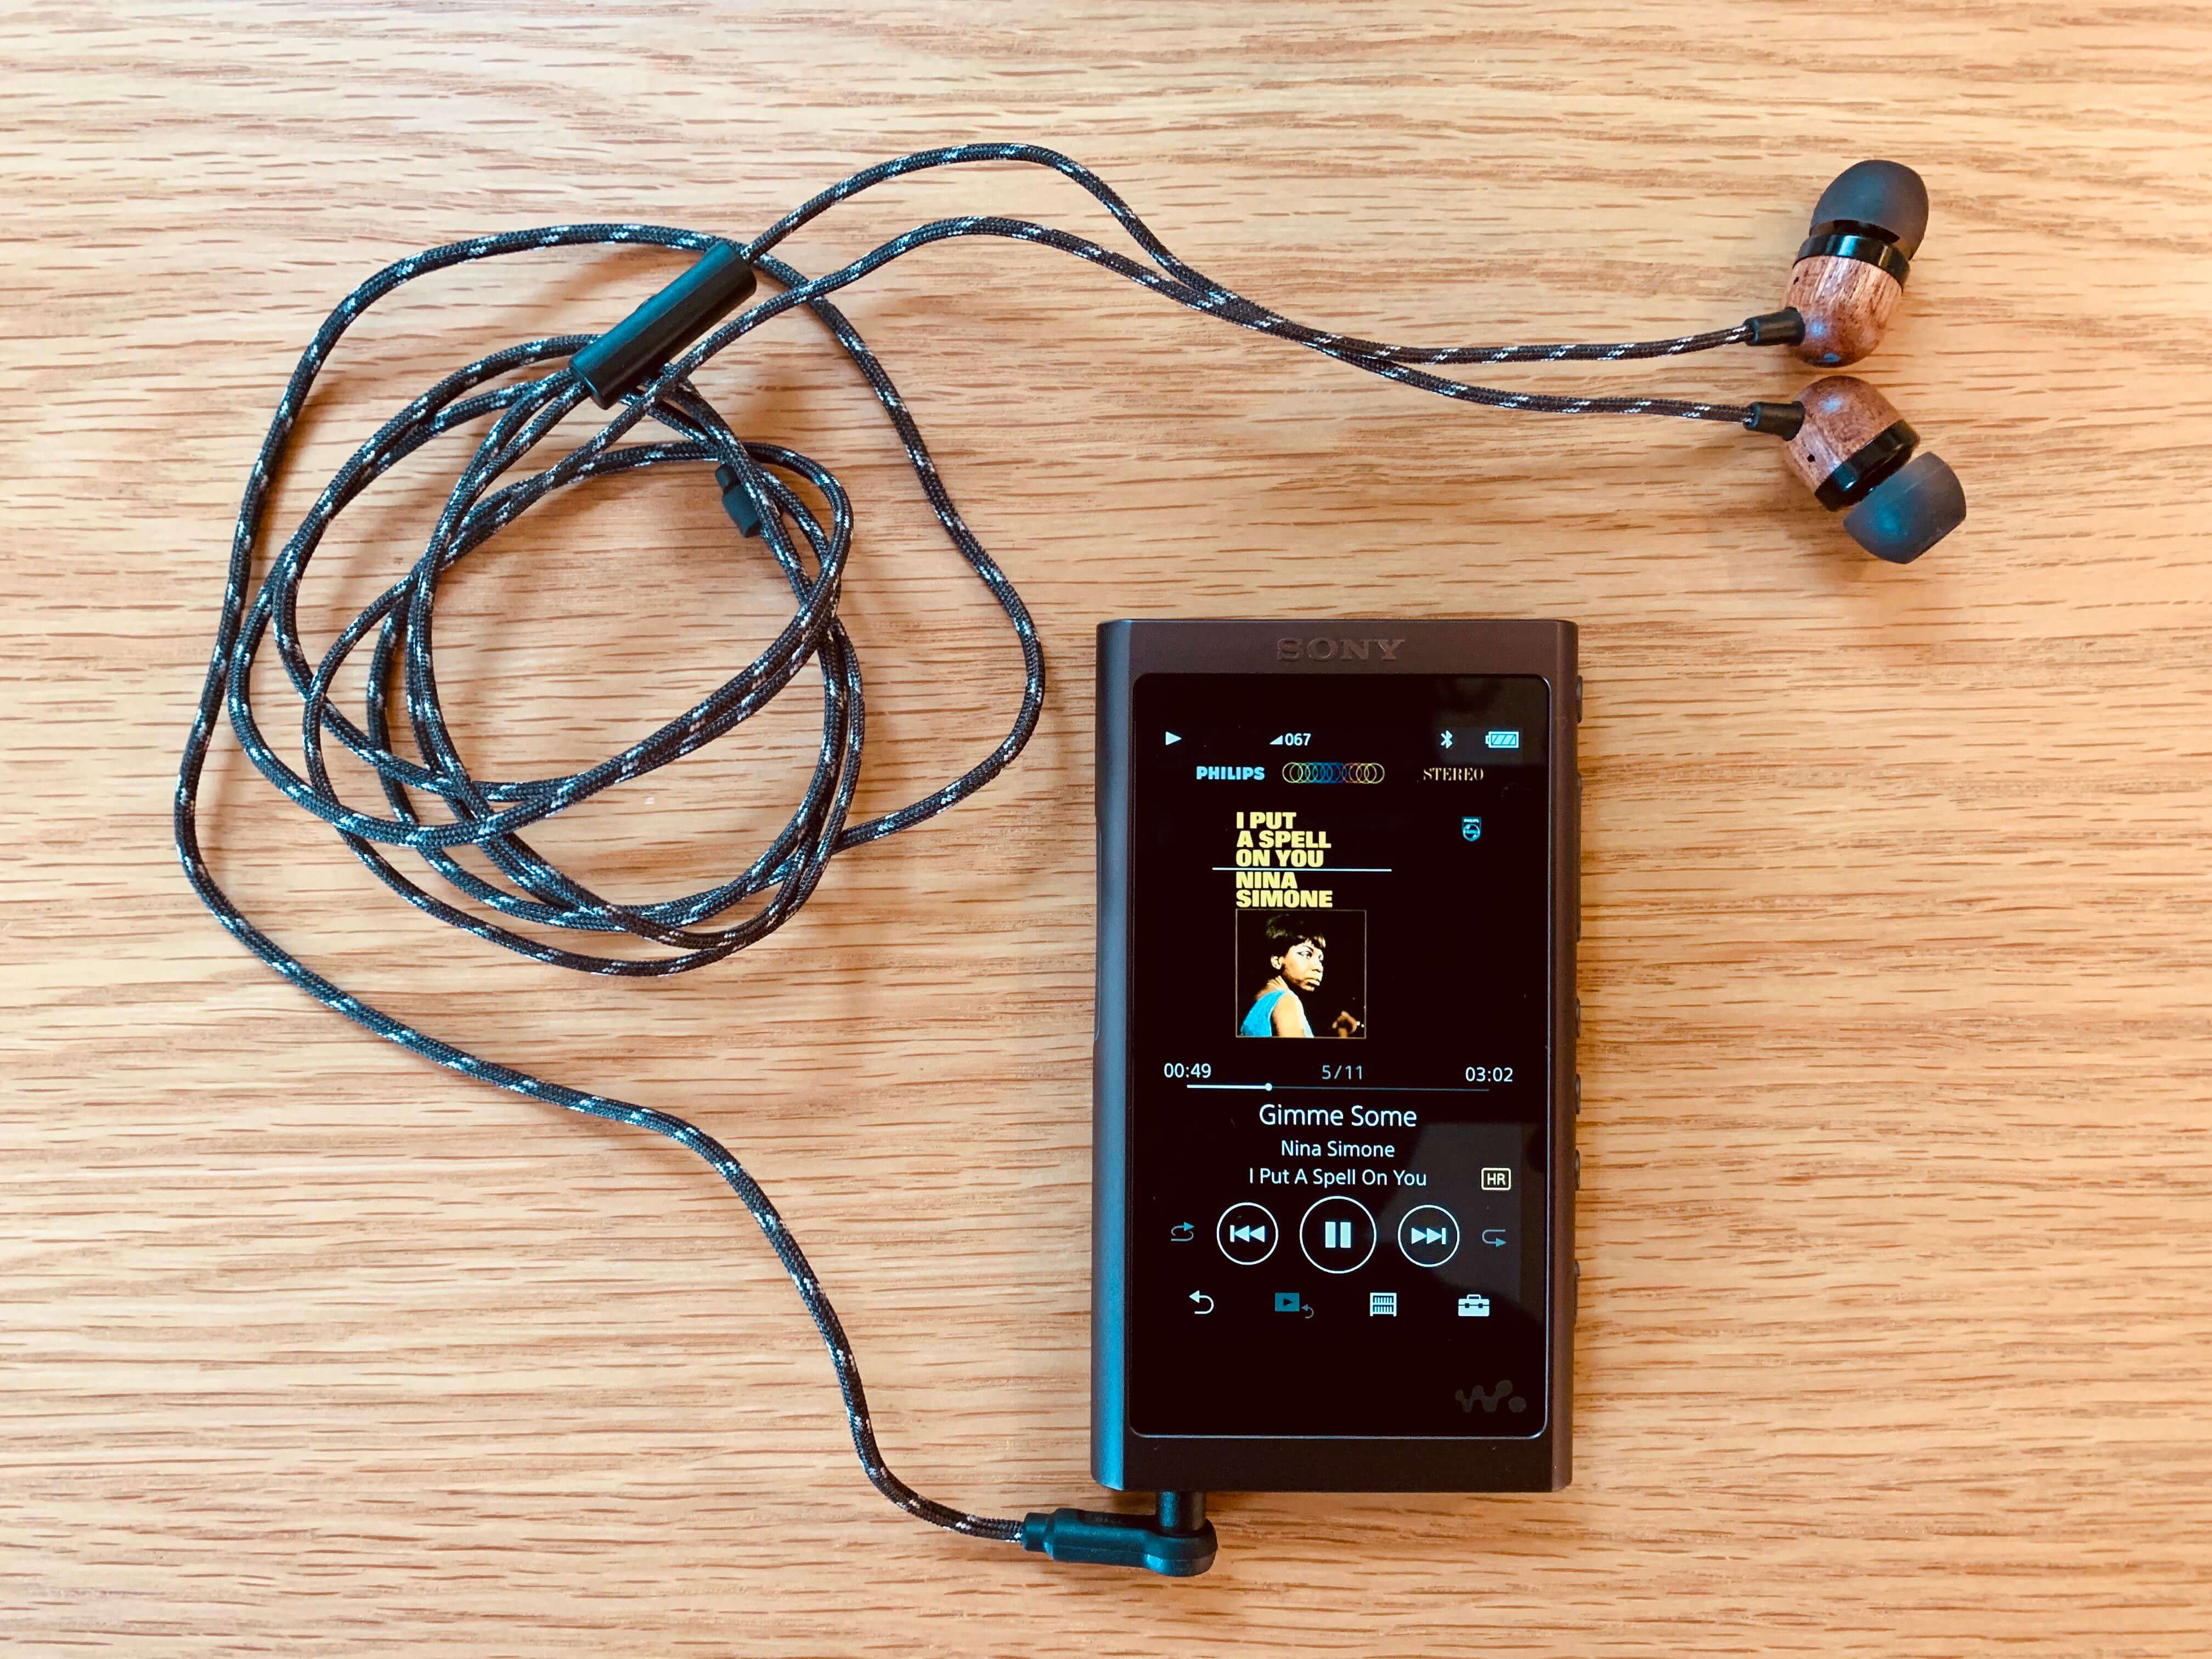 SONY
067
PHILIPS STEREO
I PUT
A SPELL
ON YOU
NINA
SIMONE
00:49 5/11 03:02
Gimme Some
Nina Simone
I Put A Spell On You HR